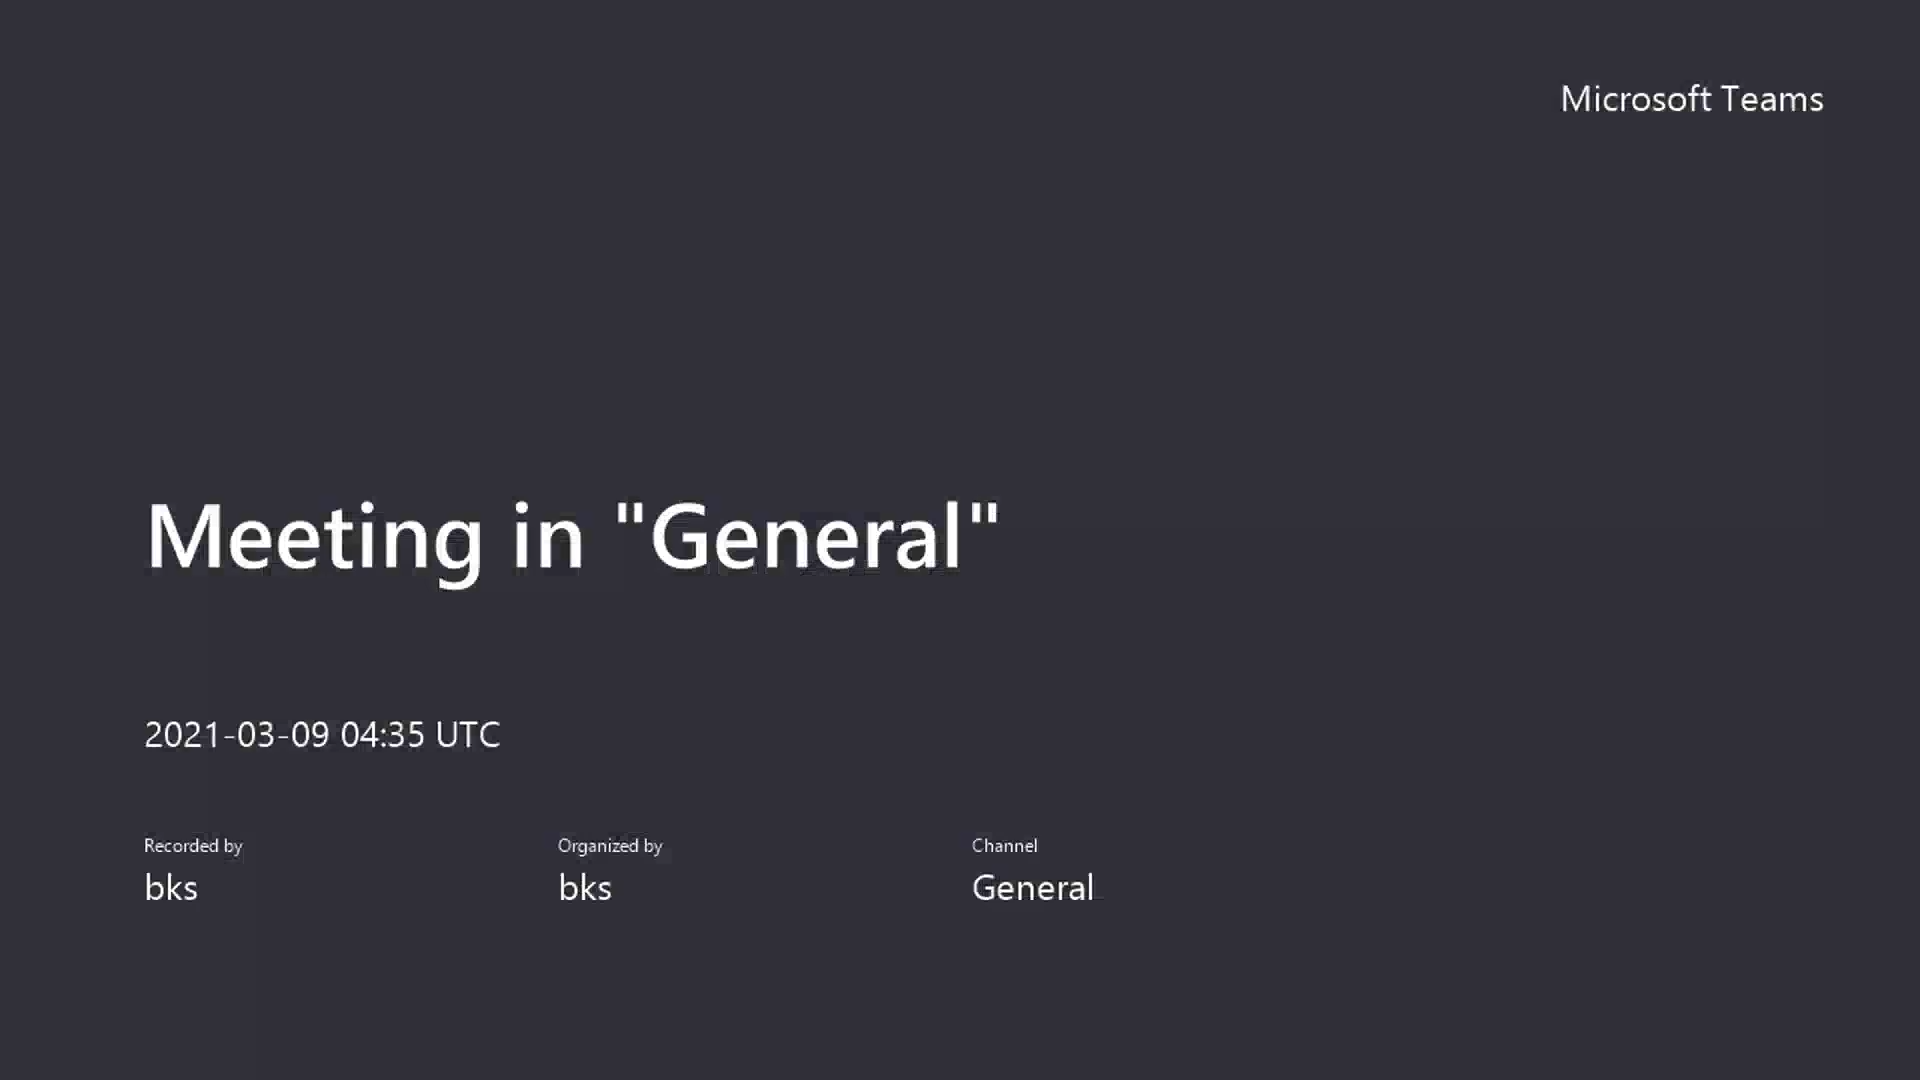 Microsoft Teams
Meeting in "General"
2021-03-09 04:35 UTC
Recorded by
bks
Organized by
bks
Channel
General